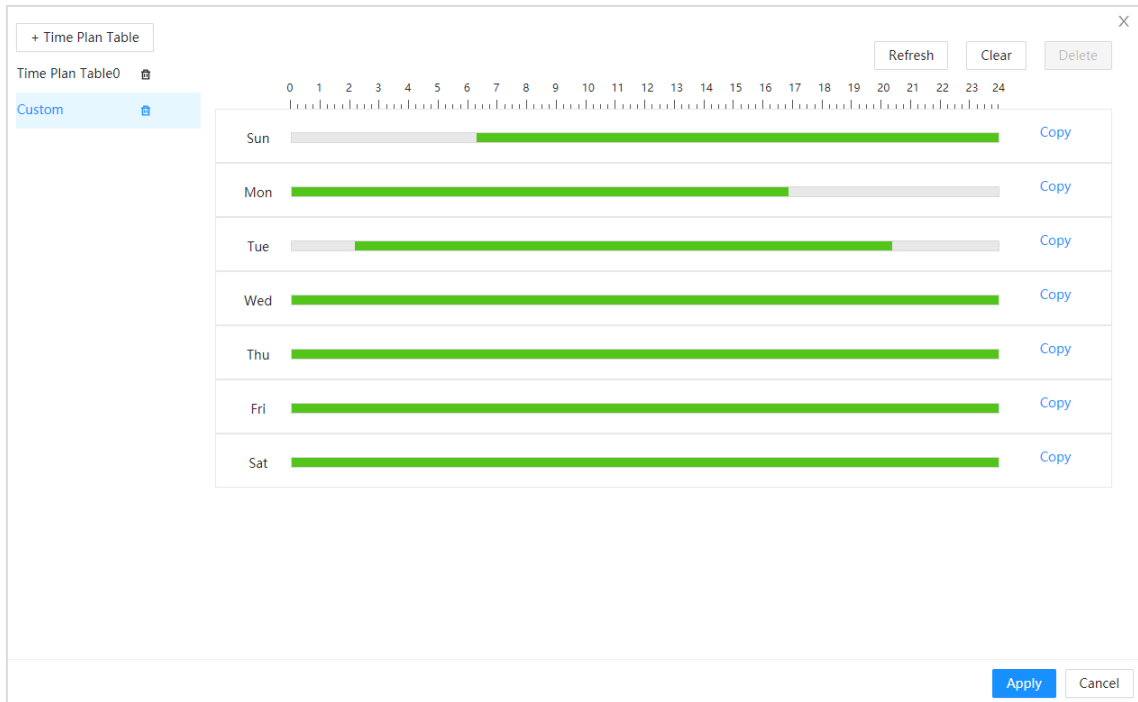 X
+ Time Plan Table
Refresh Clear Delete
Time Plan Table0
Custom
0 1 2 3 4 5 6 7 8 9 10 11 12 13 14 15 16 17 18 19 20 21 22 23 24
Sun Copy
Mon Copy
Tue Copy
Wed Copy
Thu Copy
Fri Copy
Sat Copy
Apply Cancel